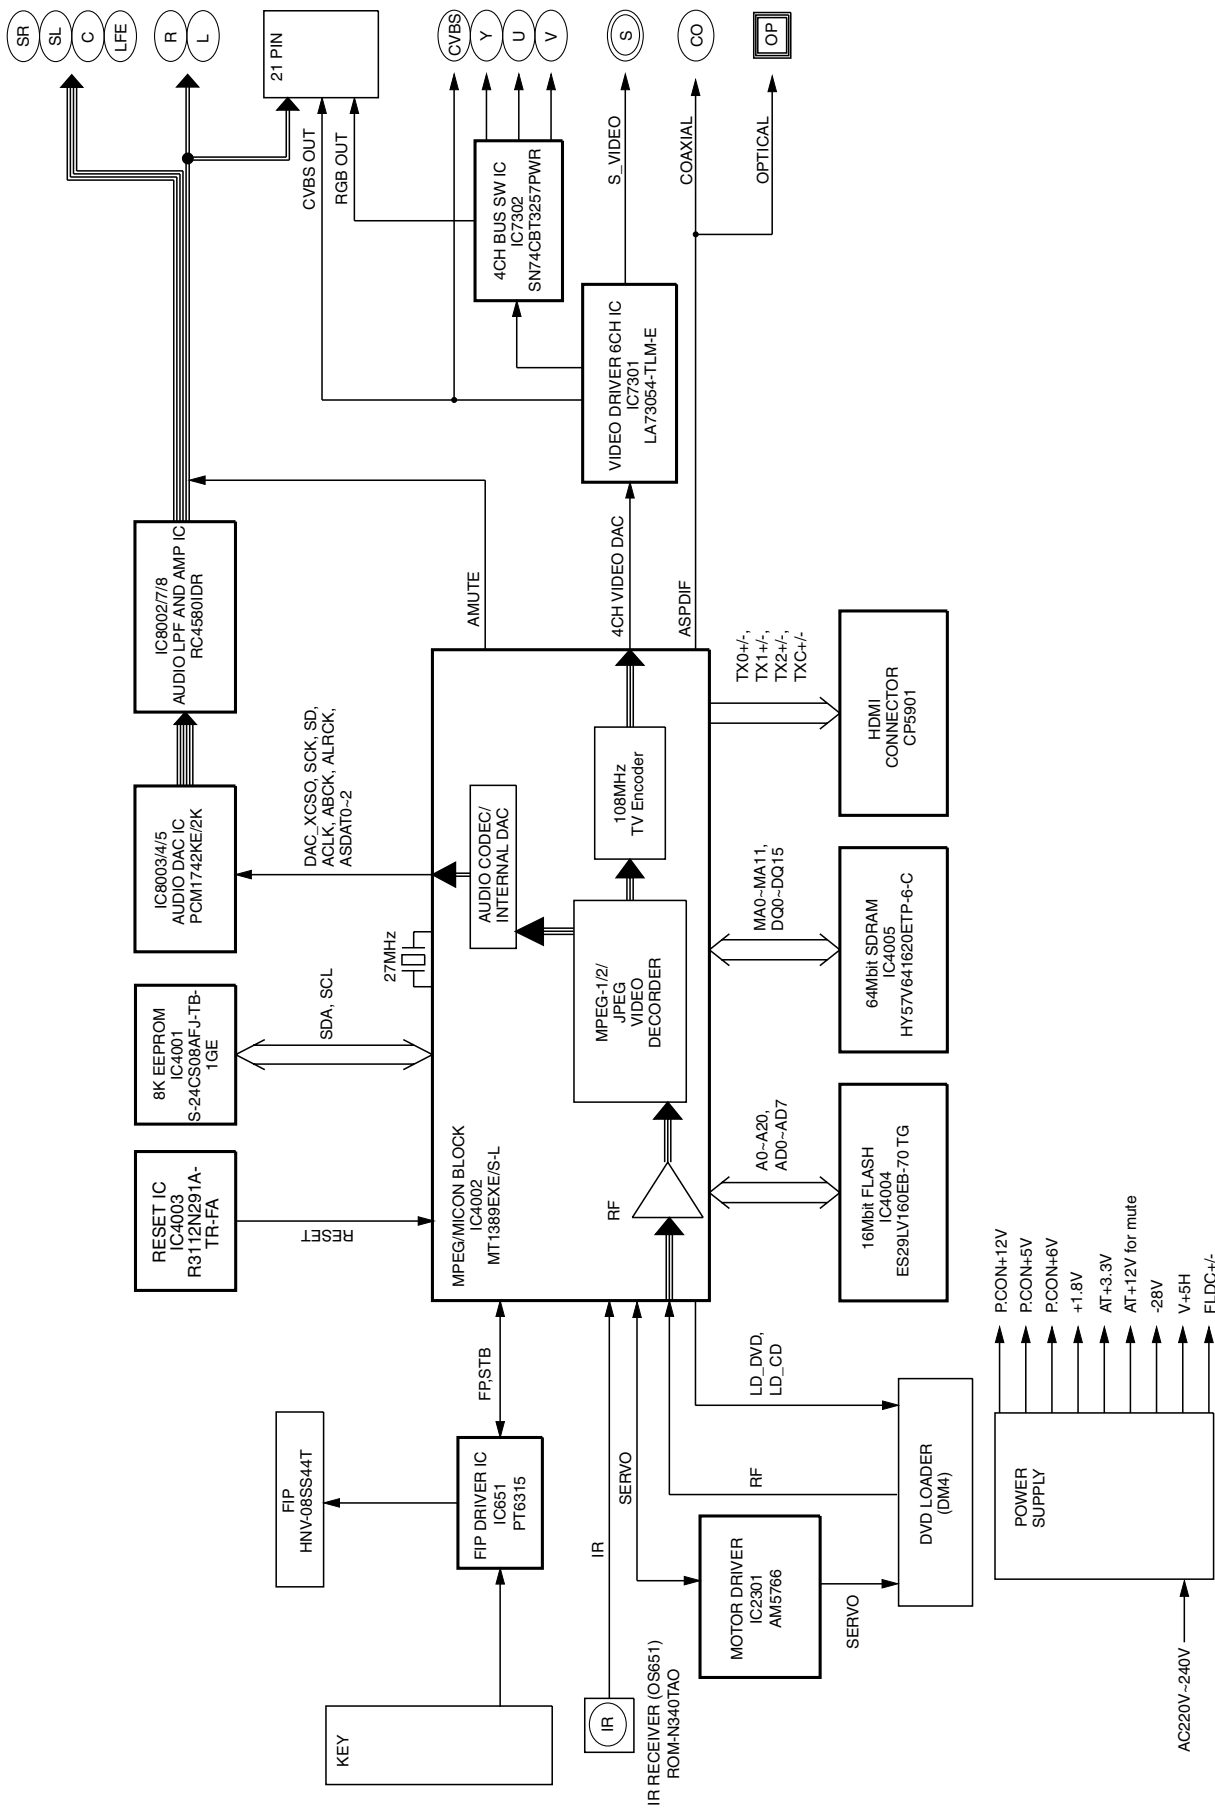 SR
SL
C
LFE
R
L
21 PIN
CVBS
Y
U
V
S
CO
OP
CVBS OUT
RGB OUT
S_VIDEO
COAXIAL
OPTICAL
4CH BUS SW IC
IC7302
SN74CBT3257PWR
VIDEO DRIVER 6CH IC
IC7301
LA73054-TLM-E
IC8002/7/8
AUDIO LPF AND AMP IC
RC4580IDR
AMUTE
4CH VIDEO DAC
ASPDIF
IC8003/4/5
AUDIO DAC IC
PCM1742KE/2K
DAC_XCSO, SCK, SD,
ACLK, ABCK, ALRCK,
ASDAT0~2
27MHz
8K EEPROM
IC4001
S-24CS08AFJ-TB-
1GE
SDA, SCL
RESET IC
IC4003
R3112N291A-
TR-FA
RESET
MPEG/MICON BLOCK
IC4002
MT1389EXE/S-L
AUDIO CODEC/
INTERNAL DAC
108MHz
TV Encoder
MPEG-1/2/
JPEG
VIDEO
DECORDER
RF
TX0+/-,
TX1+/-,
TX2+/-,
TXC+/-
HDMI
CONNECTOR
CP5901
MA0~MA11,
DQ0~DQ15
64Mbit SDRAM
IC4005
HY57V641620ETP-6-C
A0~A20,
AD0~AD7
16Mbit FLASH
IC4004
ES29LV160EB-70 TG
FIP
HNV-08SS44T
FIP DRIVER IC
IC651
PT6315
FP,STB
KEY
IR
IR
IR RECEIVER (OS651)
ROM-N340TAO
SERVO
MOTOR DRIVER
IC2301
AM5766
SERVO
RF
LD_DVD,
LD_CD
DVD LOADER
(DM4)
POWER
SUPPLY
AC220V~240V
P.CON+12V
P.CON+5V
P.CON+6V
+1.8V
AT+3.3V
AT+12V for mute
-28V
V+5H
FLDC+/-